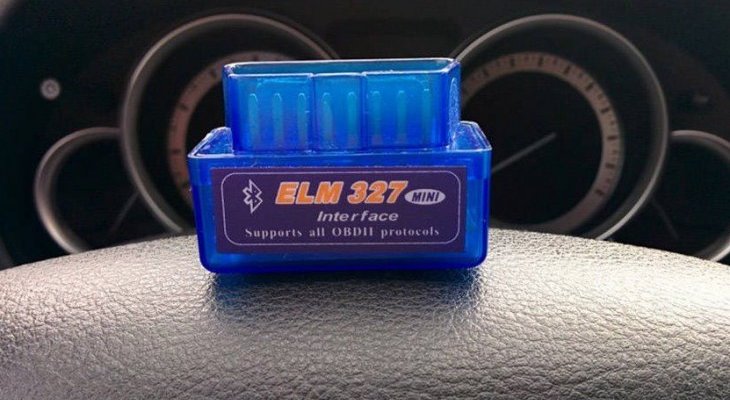 ELM 327 MINI
Interface
Supports all OBDII protocols